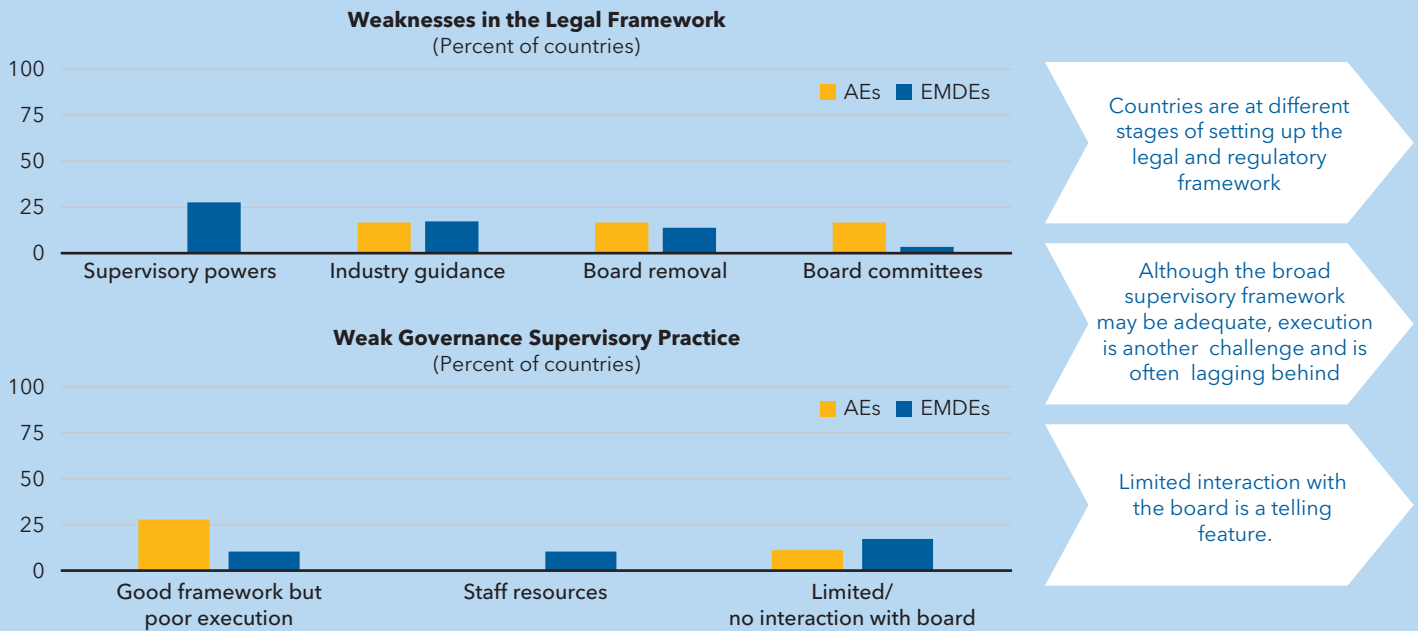 Weaknesses in the Legal Framework
(Percent of countries)
100
75
50
25
0
AEs EMDEs
Supervisory powers Industry guidance Board removal Board committees
Weak Governance Supervisory Practice
(Percent of countries)
100
75
50
25
0
AEs EMDEs
Good framework but
poor execution
Staff resources
Limited/
no interaction with board
Countries are at different
stages of setting up the
legal and regulatory
framework
Although the broad
supervisory framework
may be adequate, execution
is another challenge and is
often lagging behind
Limited interaction with
the board is a telling
feature.